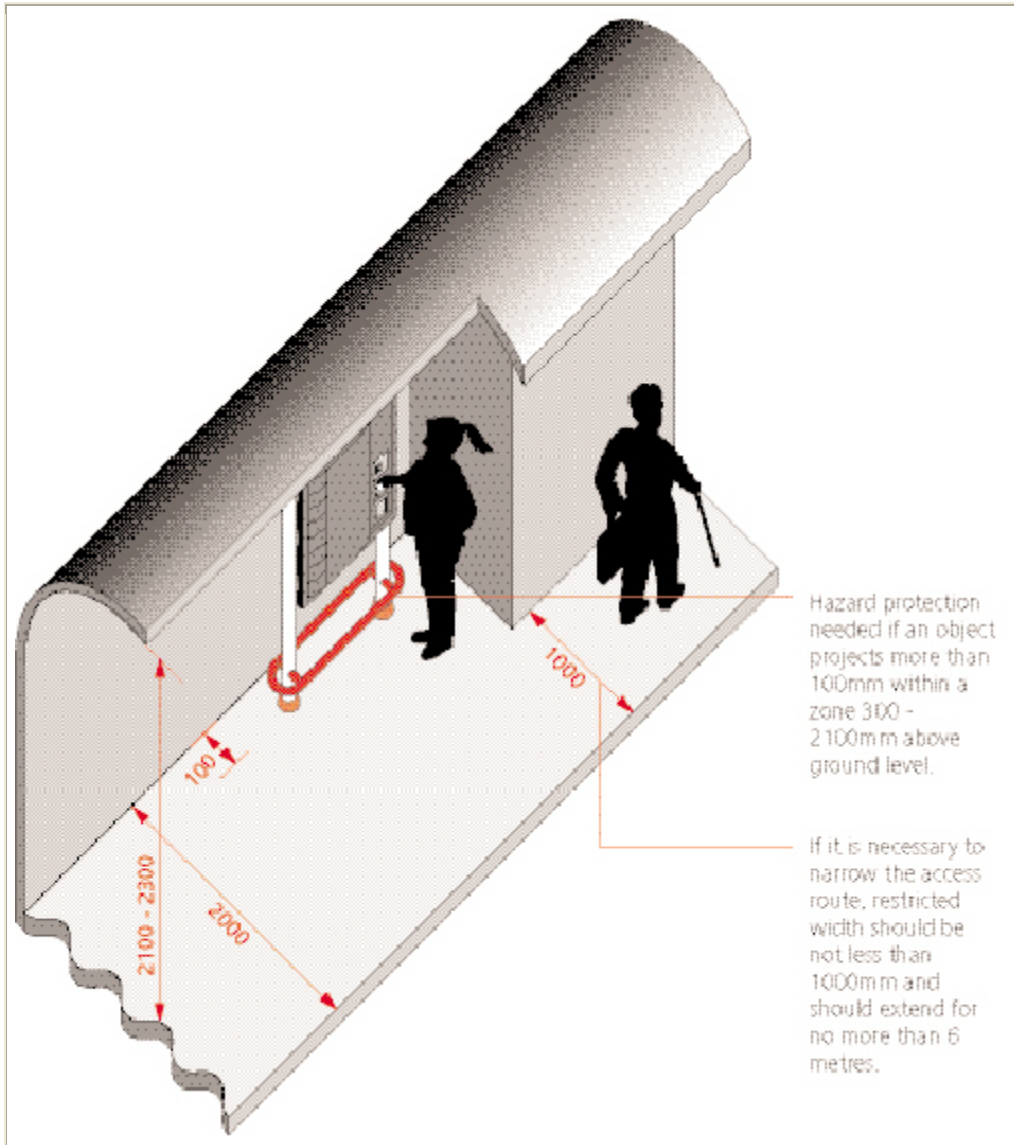 Hazard protection
needed if an object
projects more than
100mm within a
zone 300 -
2100mm above
ground level.
1000
100
If it is necessary to
narrow the access
route, restricted
width should be
not less than
1000mm and
should extend for
no more than 6
metres.
2100 - 2300
2000